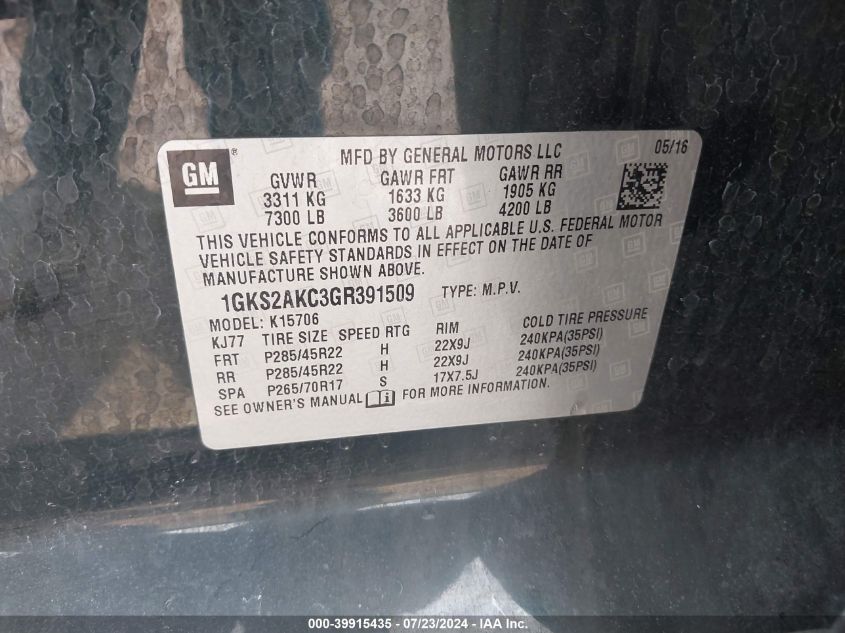 GM®
MFD BY GENERAL MOTORS LLC
05/16
GVWR GAWR FRT GAWR RR
3311 KG 1633 KG 1905 KG
7300 LB 3600 LB 4200 LB
THIS VEHICLE CONFORMS TO ALL APPLICABLE U.S. FEDERAL MOTOR
VEHICLE SAFETY STANDARDS IN EFFECT ON THE DATE OF
MANUFACTURE SHOWN ABOVE.
1GKS2AKC3GR391509 TYPE: M.P.V.
MODEL: K15706
KJ77 TIRE SIZE SPEED RTG RIM COLD TIRE PRESSURE
FRT P285/45R22 H 22X9J 240KPA(35PSI)
RR P285/45R22 H 22X9J 240KPA(35PSI)
SPA P265/70R17 S 17X7.5J 240KPA(35PSI)
SEE OWNER'S MANUAL FOR MORE INFORMATION.
000-39915435 - 07/23/2024 - IAA Inc.